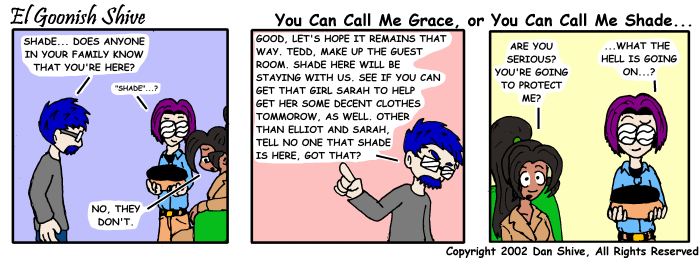 El Goonish Shive
You Can Call Me Grace, or You Can Call Me Shade...
SHADE... DOES ANYONE
IN YOUR FAMILY KNOW
THAT YOU'RE HERE?
"SHADE"...?
NO, THEY
DON'T.
GOOD, LET'S HOPE IT REMAINS THAT
WAY. TEDD, MAKE UP THE GUEST
ROOM. SHADE HERE WILL BE
STAYING WITH US. SEE IF YOU CAN
GET THAT GIRL SARAH TO HELP
GET HER SOME DECENT CLOTHES
TOMMOROW, AS WELL. OTHER
THAN ELLIOT AND SARAH,
TELL NO ONE THAT SHADE
IS HERE, GOT THAT?
ARE YOU
SERIOUS?
YOU'RE GOING
TO PROTECT
ME?
...WHAT THE
HELL IS GOING
ON...?
Copyright 2002 Dan Shive, All Rights Reserved